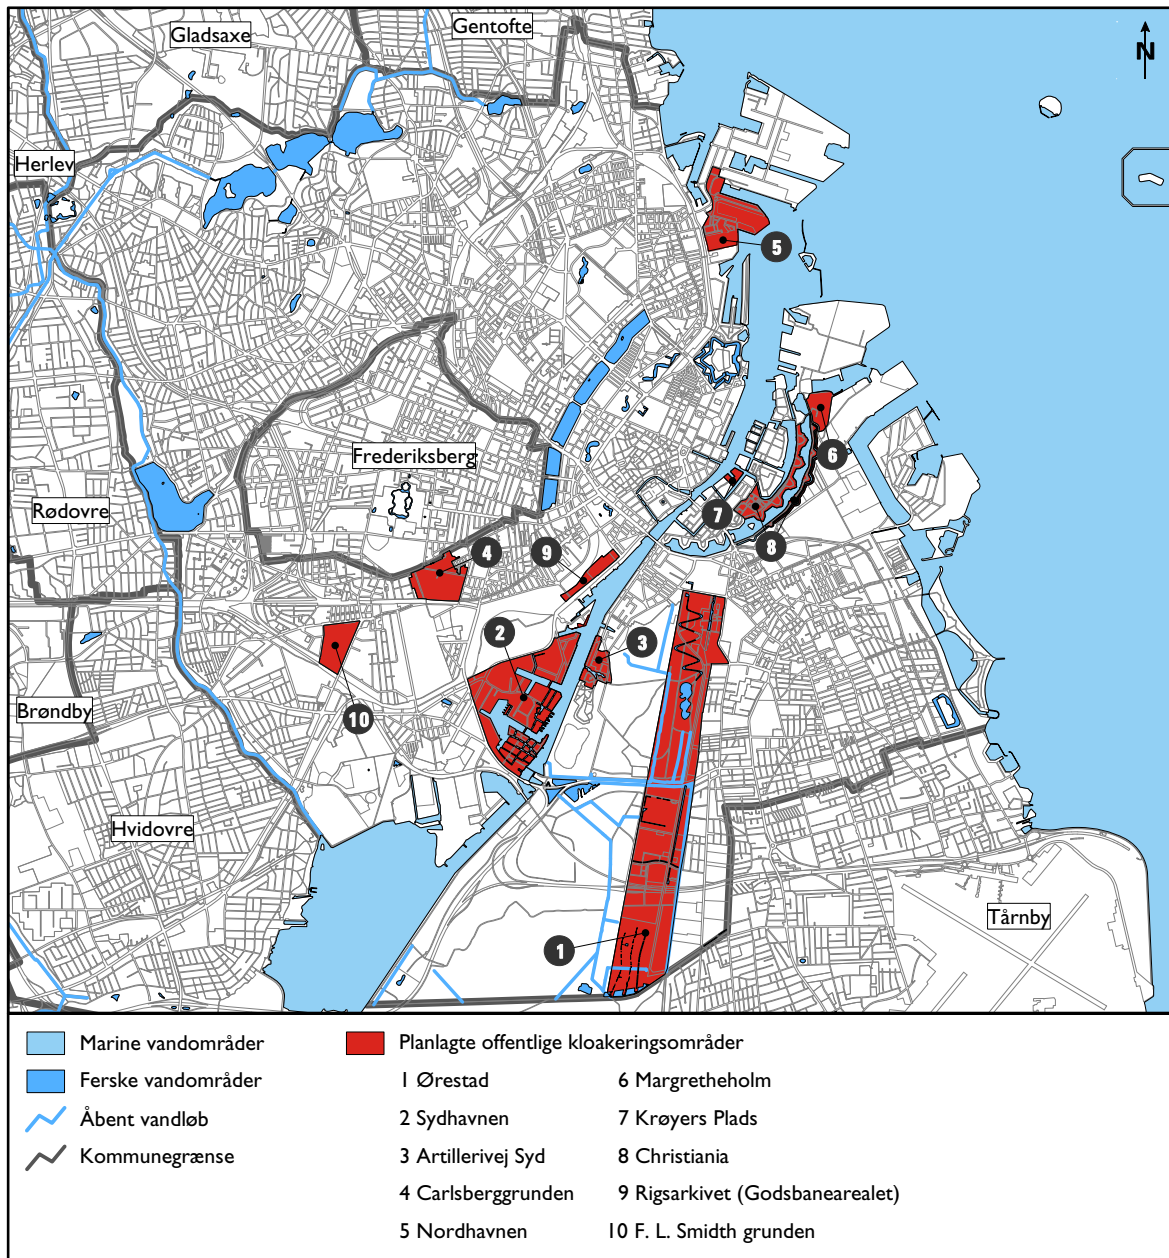 Gentofte
Gladsaxe
N
Herlev
5
Frederiksberg
6
Rødovre
7
8
4
9
2
3
Brøndby
10
Hvidovre
Tårnby
1
Marine vandområder
Ferske vandområder
Åbent vandløb
Kommunegrænse
Planlagte offentlige kloakeringsområder
1 Ørestad
2 Sydhavnen
3 Artillerivej Syd
4 Carlsberggrunden
5 Nordhavnen
6 Margretheholm
7 Krøyers Plads
8 Christiania
9 Rigsarkivet (Godsbanearealet)
10 F. L. Smidth grunden